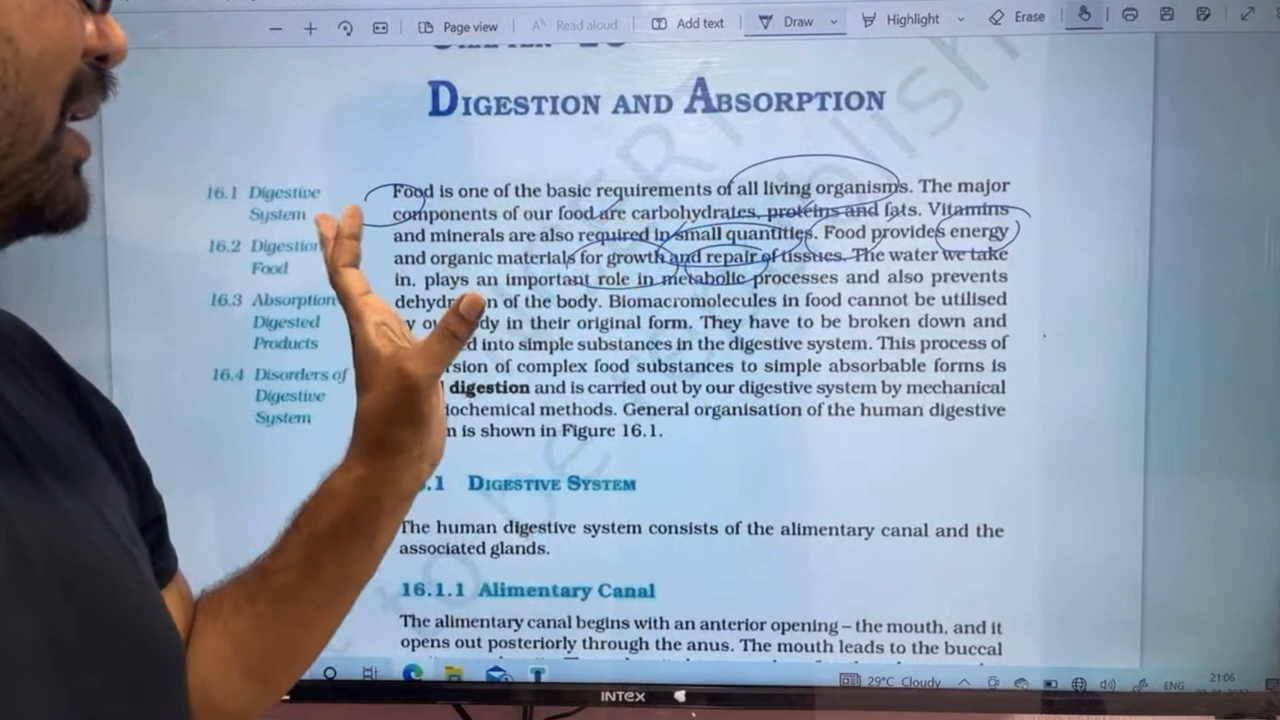 Page view
Read aloud
Add text
Draw
Highlight
Erase
DIGESTION AND ABSORPTION
16.1 Digestive
System
16.2 Digestion
Food
16.3 Absorption
Digested
Products
16.4 Disorders of
Digestive
System
Food is one of the basic requirements of all living organisms. The major
components of our food are carbohydrates, proteins and fats. Vitamins
and minerals are also required in small quantities. Food provides energy
and organic materials for growth and repair of tissues. The water we take
in, plays an important role in metabolic processes and also prevents
of the body. Biomacromolecules in food cannot be utilised
in their original form. They have to be broken down and
into simple substances in the digestive system. This process of
of complex food substances to simple absorbable forms is
digestion and is carried out by our digestive system by mechanical
methods. General organisation of the human digestive
is shown in Figure 16.1.
.1 DIGESTIVE SYSTEM
The human digestive system consists of the alimentary canal and the
associated glands.
16.1.1 Alimentary Canal
The alimentary canal begins with an anterior opening – the mouth, and it
opens out posteriorly through the anus. The mouth leads to the buccal
29°C Cloudy
ENG
21:06
INTEX